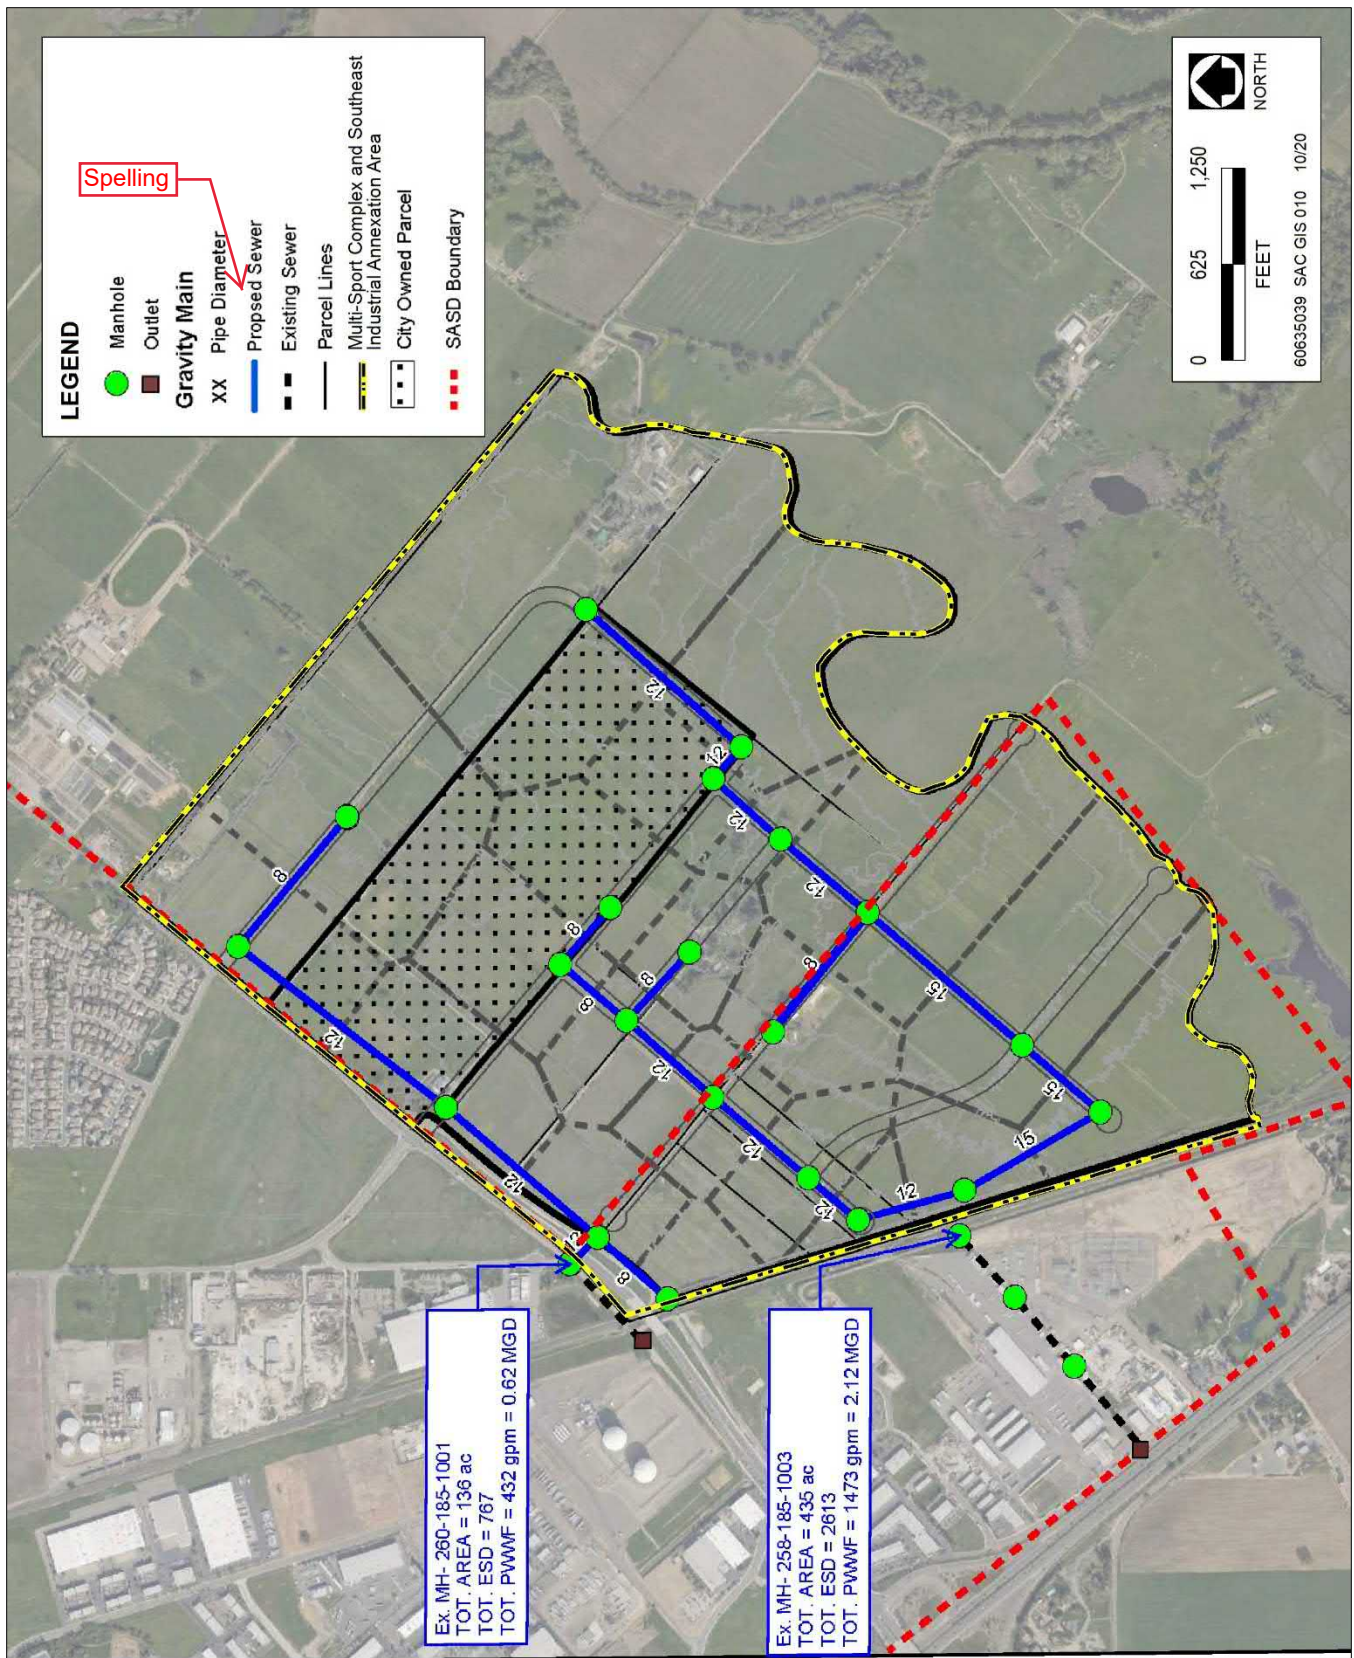 LEGEND
Manhole
Outlet
Gravity Main
XX Pipe Diameter
Propsed Sewer
Existing Sewer
Parcel Lines
Multi-Sport Complex and Southeast
Industrial Annexation Area
City Owned Parcel
SASD Boundary
Spelling
0 625 1,250
FEET
NORTH
60635039 SAC GIS 010 10/20
8
12
12
8
12
12
12
12
8
8
8
12
8
12
12
12
15
15
15
12
Ex. MH- 260-185-1001
TOT. AREA = 136 ac
TOT. ESD = 767
TOT. PWWF = 432 gpm = 0.62 MGD
Ex. MH- 258-185-1003
TOT. AREA = 435 ac
TOT. ESD = 2613
TOT. PWWF = 1473 gpm = 2.12 MGD